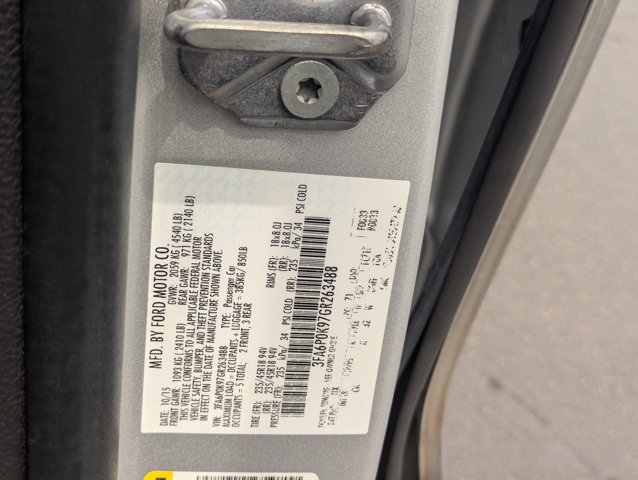 MFD. BY FORD MOTOR CO.
DATE: 10/15 GVWR: 2059 KG (4540 LB)
FRONT GAWR: 1093 KG (2410 LB) REAR GAWR: 971 KG (2140 LB)
THIS VEHICLE CONFORMS TO ALL APPLICABLE FEDERAL MOTOR
VEHICLE SAFETY, BUMPER, AND THEFT PREVENTION STANDARDS
IN EFFECT ON THE DATE OF MANUFACTURE SHOWN ABOVE.
VIN: 3FA6P0K97GR263488 TYPE: Passenger Car
MAXIMUM LOAD = OCCUPANTS + LUGGAGE = 385KG/ 850LB
OCCUPANTS = 5 TOTAL: 2 FRONT, 3 REAR
TIRE (FR): 235/45R18 94V RIMS (FR): 18x8.0J
(RR): 235/45R18 94V (RR): 18x8.0J
(FR): 235 kPa/ 34 PSI COLD (RR): 235 kPa/ 34 PSI COLD
3FA6P0K97GR263488